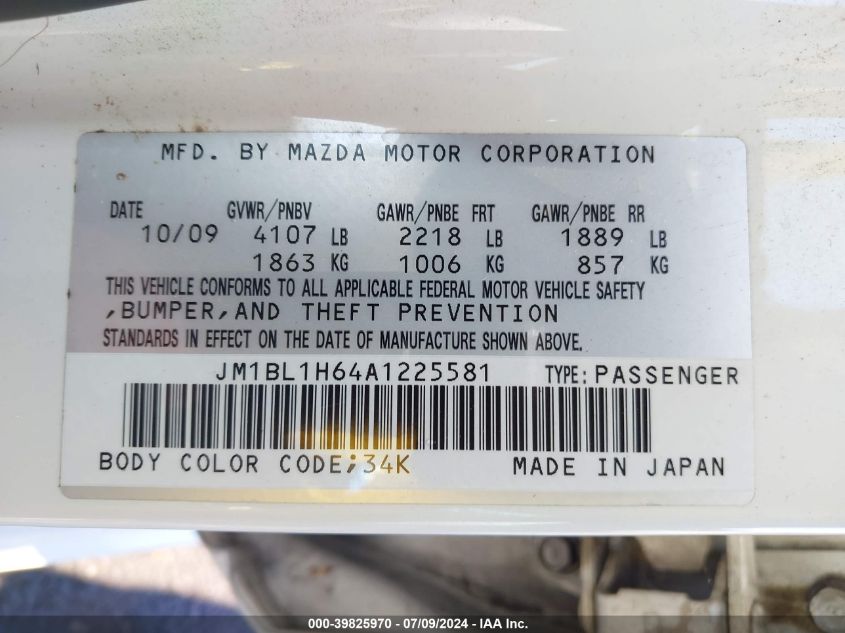 MFD. BY MAZDA MOTOR CORPORATION
DATE GVWR/PNBV GAWR/PNBE FRT GAWR/PNBE RR
10/09 4107 LB 2218 LB 1889 LB
1863 KG 1006 KG 857 KG
THIS VEHICLE CONFORMS TO ALL APPLICABLE FEDERAL MOTOR VEHICLE SAFETY
,BUMPER,AND THEFT PREVENTION
STANDARDS IN EFFECT ON THE DATE OF MANUFACTURE SHOWN ABOVE.
JM1BL1H64A1225581 TYPE: PASSENGER
BODY COLOR CODE;34K MADE IN JAPAN
000-39825970 / 07/09/2024 - IAA Inc.